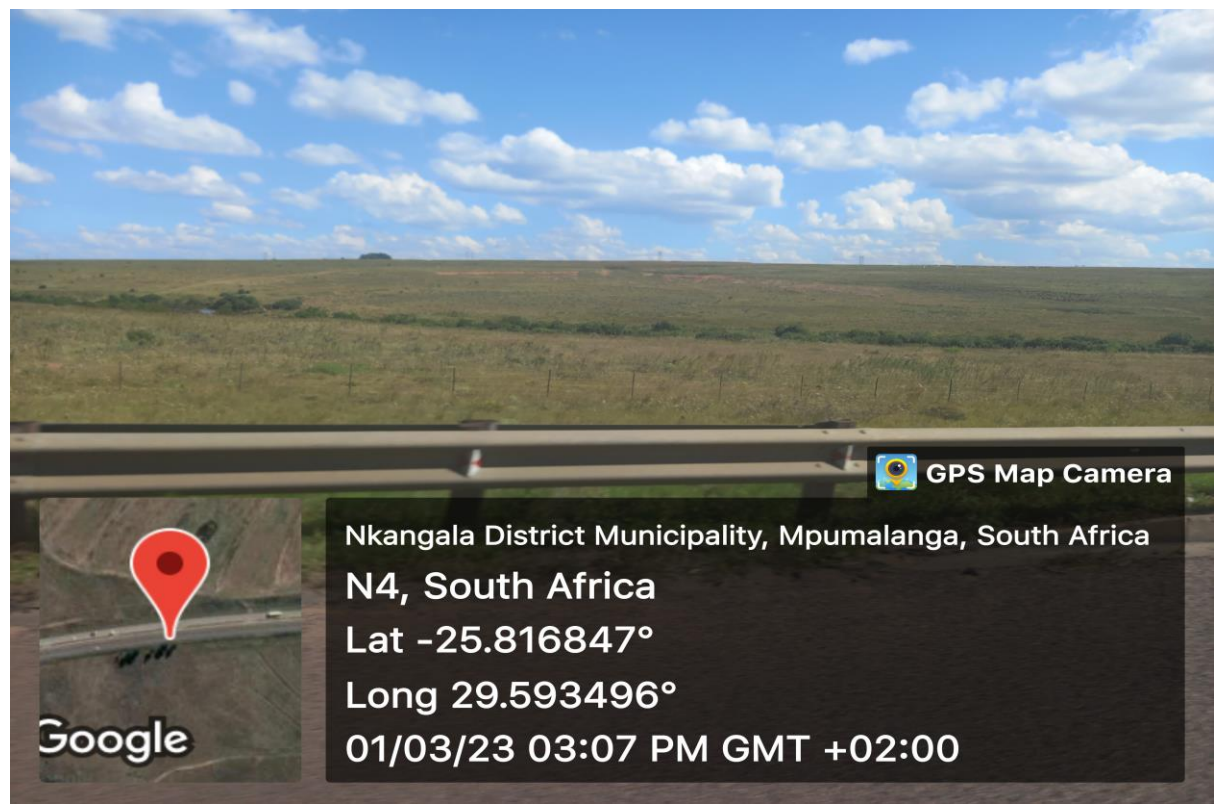 GPS Map Camera
Nkangala District Municipality, Mpumalanga, South Africa
N4, South Africa
Lat -25.816847°
Long 29.593496°
01/03/23 03:07 PM GMT +02:00
Google